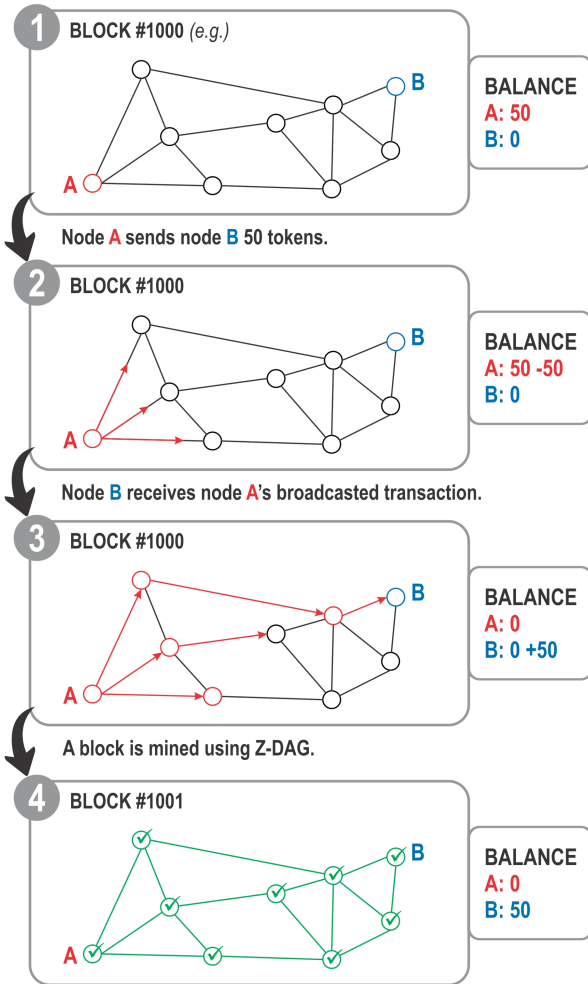 1
BLOCK #1000 (e.g.)
B
A
BALANCE
A: 50
B: 0
Node A sends node B 50 tokens.
2
BLOCK #1000
B
A
BALANCE
A: 50 -50
B: 0
Node B receives node A's broadcasted transaction.
3
BLOCK #1000
B
A
BALANCE
A: 0
B: 0 +50
A block is mined using Z-DAG.
4
BLOCK #1001
B
A
BALANCE
A: 0
B: 50